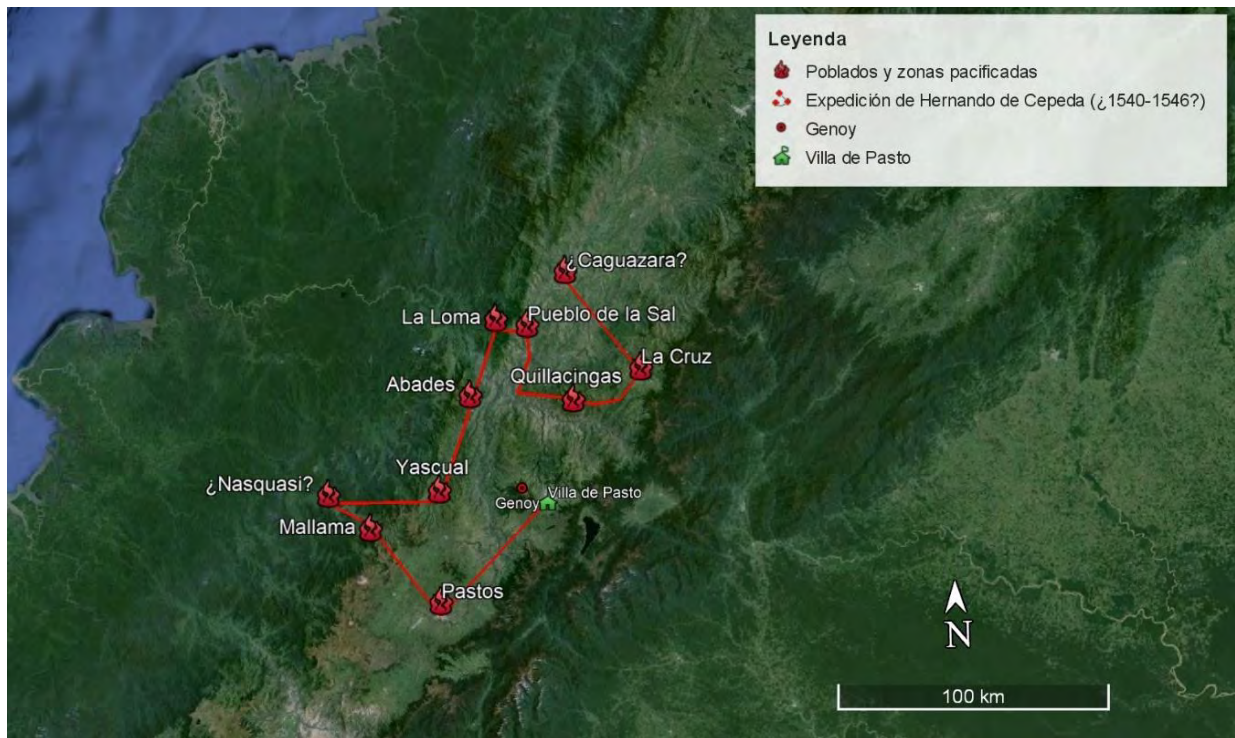 Leyenda
Poblados y zonas pacificadas
Expedición de Hernando de Cepeda (¿1540-1546?)
Genoy
Villa de Pasto
¿Caguazara?
La Loma
Pueblo de la Sal
La Cruz
Quillacingas
Abades
Yascual
¿Nasquasi?
Villa de Pasto
Genoy
Mallama
Pastos
N
100 km